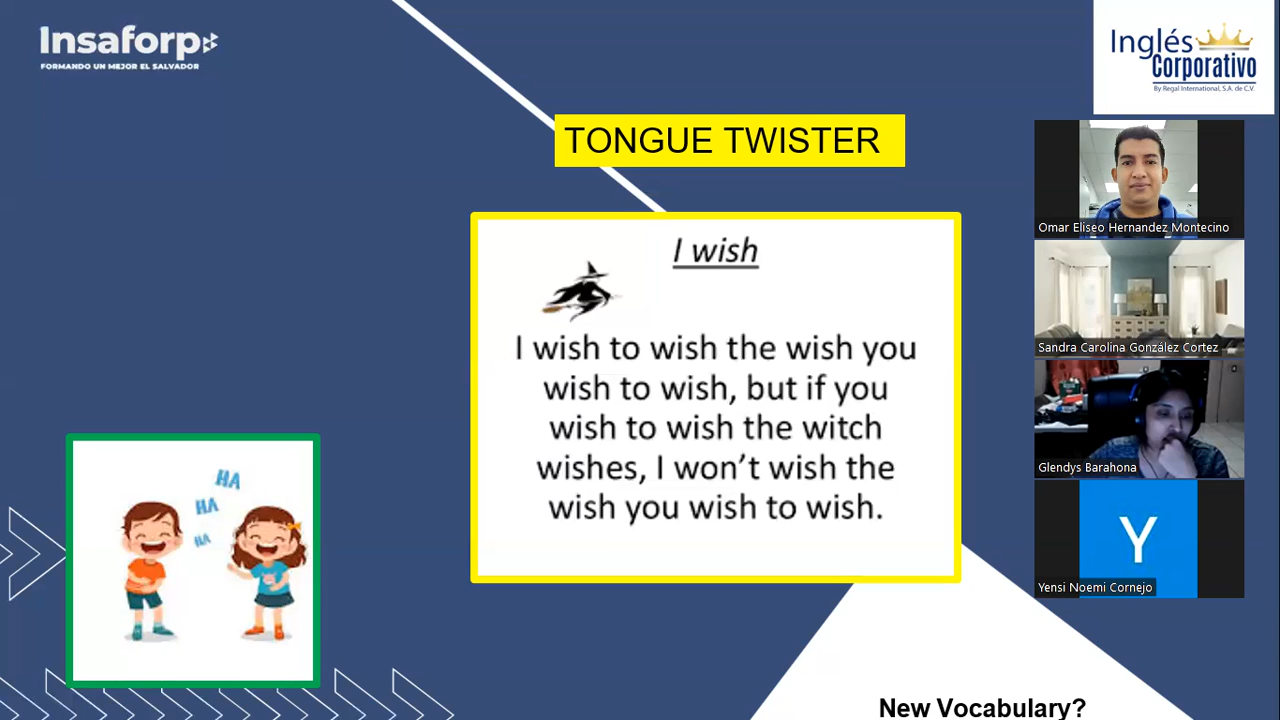 Insaforp
FORMANDO UN MEJOR EL SALVADOR
Inglés
Corporativo
By Regal International, S.A. de C.V.
TONGUE TWISTER
I wish
I wish to wish the wish you
wish to wish, but if you
wish to wish the witch
wishes, I won't wish the
wish you wish to wish.
HA
HA
HA
Omar Eliseo Hernandez Montecino
Sandra Carolina González Cortez
Glendys Barahona
Y
Yensi Noemi Cornejo
New Vocabulary?